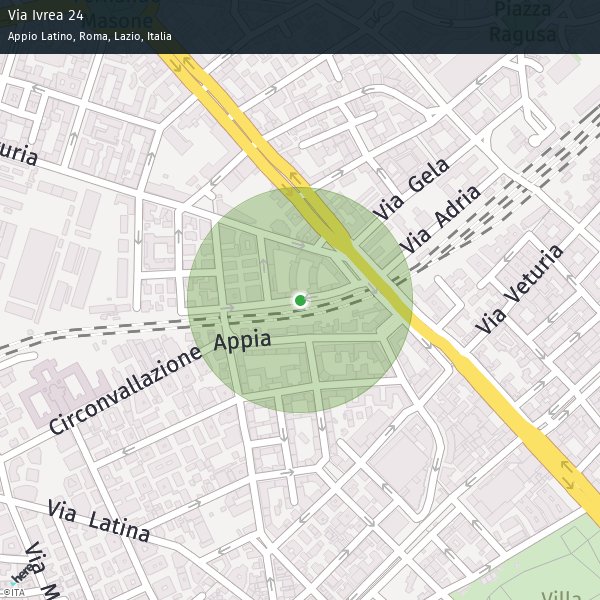 Via Ivrea 24
Appio Latino, Roma, Lazio, Italia
Masone
Piazza
Ragusa
uria
Via Gela
Via Adria
Via Veturia
Circonvallazione Appia
Via Latina
Via M
Villa
here
©ITA